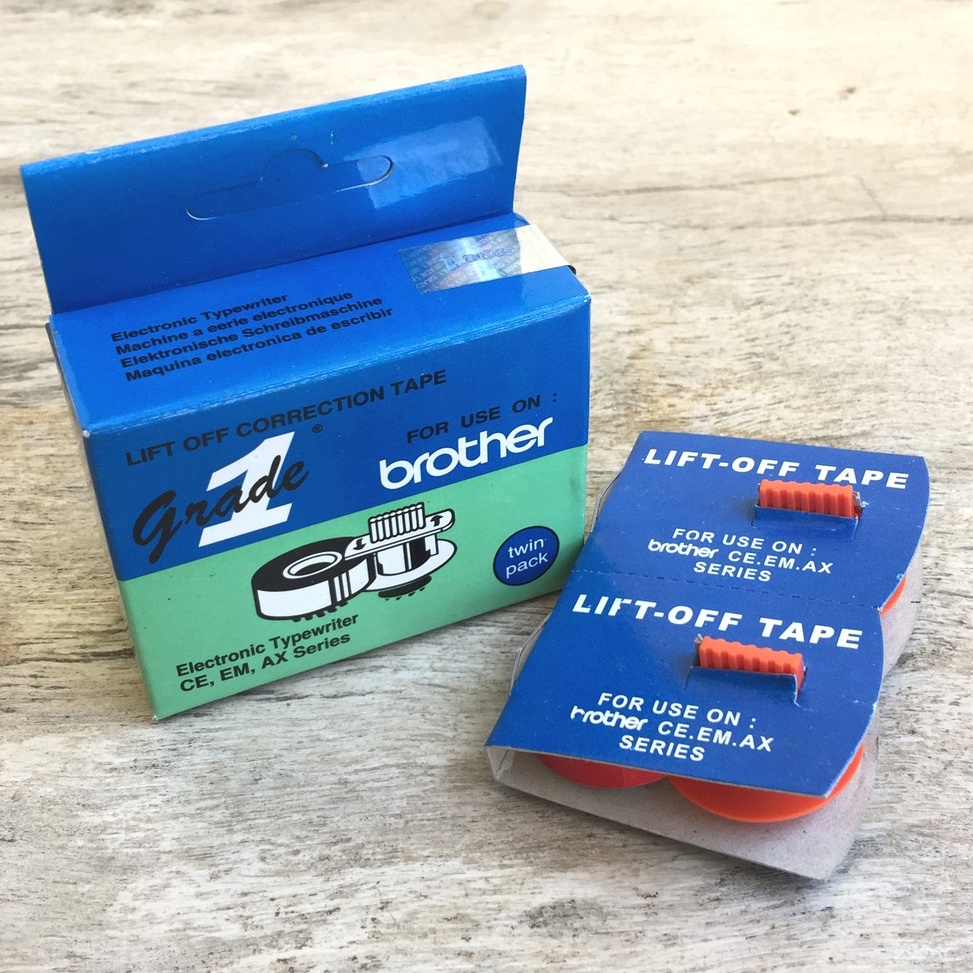 Electronic Typewriter
Machine a eerie electronique
Elektronische Schreibmaschine
Maquina electronica de escribir
LIFT OFF CORRECTION TAPE
Grade 1 ®
FOR USE ON :
brother
twin
pack
Electronic Typewriter
CE, EM, AX Series
LIFT-OFF TAPE
FOR USE ON :
brother CE.EM.AX
SERIES
LIFT-OFF TAPE
FOR USE ON :
brother CE.EM.AX
SERIES